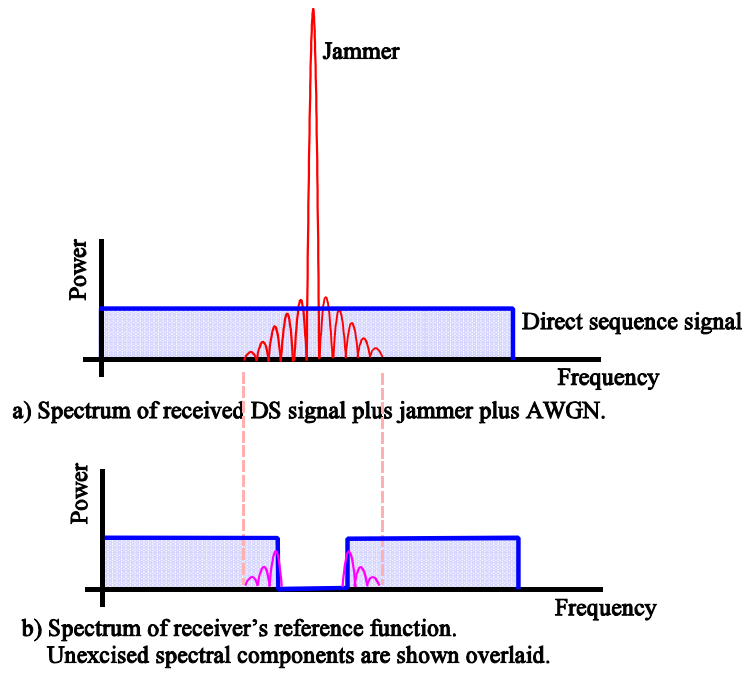 Jammer
Power
Direct sequence signal
Frequency
a) Spectrum of received DS signal plus jammer plus AWGN.
Power
Frequency
b) Spectrum of receiver's reference function.
Unexcised spectral components are shown overlaid.